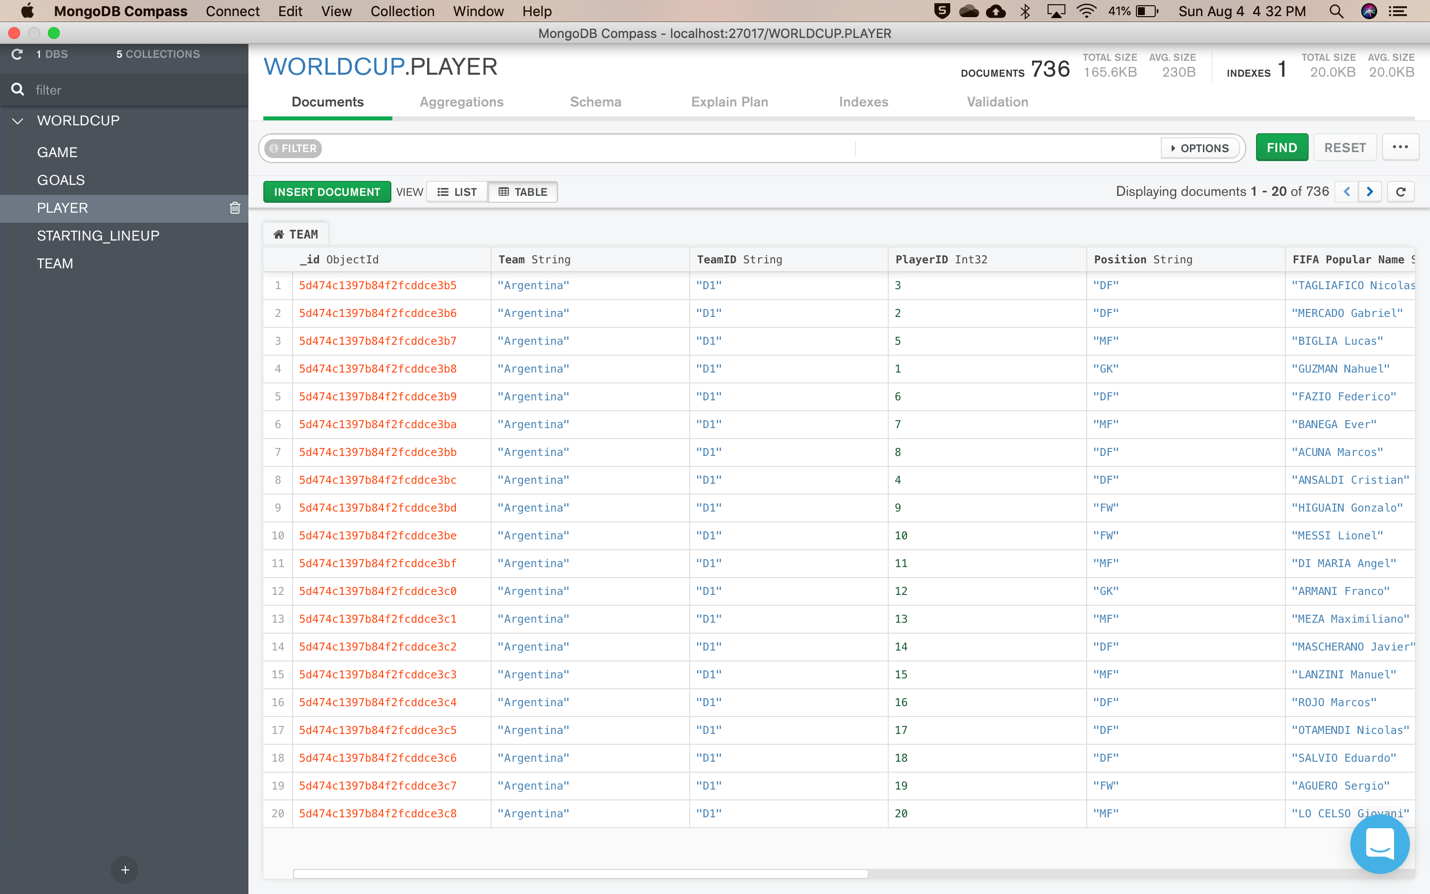 MongoDB Compass Connect Edit View Collection Window Help 41% Sun Aug 4 4:32 PM
MongoDB Compass - localhost:27017/WORLDCUP.PLAYER
1 DBS 5 COLLECTIONS
filter
WORLDCUP
GAME
GOALS
PLAYER
STARTING_LINEUP
TEAM
WORLDCUP.PLAYER
DOCUMENTS 736 TOTAL SIZE 165.6KB AVG. SIZE 230B INDEXES 1 TOTAL SIZE 20.0KB AVG. SIZE 20.0KB
Documents Aggregations Schema Explain Plan Indexes Validation
FILTER OPTIONS FIND RESET ...
INSERT DOCUMENT VIEW LIST TABLE Displaying documents 1 - 20 of 736
TEAM
_id ObjectId Team String TeamID String PlayerID Int32 Position String FIFA Popular Name S
1 5d474c1397b84f2fcddce3b5 "Argentina" "D1" 3 "DF" "TAGLIAFICO Nicolas
2 5d474c1397b84f2fcddce3b6 "Argentina" "D1" 2 "DF" "MERCADO Gabriel"
3 5d474c1397b84f2fcddce3b7 "Argentina" "D1" 5 "MF" "BIGLIA Lucas"
4 5d474c1397b84f2fcddce3b8 "Argentina" "D1" 1 "GK" "GUZMAN Nahuel"
5 5d474c1397b84f2fcddce3b9 "Argentina" "D1" 6 "DF" "FAZIO Federico"
6 5d474c1397b84f2fcddce3ba "Argentina" "D1" 7 "MF" "BANEGA Ever"
7 5d474c1397b84f2fcddce3bb "Argentina" "D1" 8 "DF" "ACUNA Marcos"
8 5d474c1397b84f2fcddce3bc "Argentina" "D1" 4 "DF" "ANSALDI Cristian"
9 5d474c1397b84f2fcddce3bd "Argentina" "D1" 9 "FW" "HIGUAIN Gonzalo"
10 5d474c1397b84f2fcddce3be "Argentina" "D1" 10 "FW" "MESSI Lionel"
11 5d474c1397b84f2fcddce3bf "Argentina" "D1" 11 "MF" "DI MARIA Angel"
12 5d474c1397b84f2fcddce3c0 "Argentina" "D1" 12 "GK" "ARMANI Franco"
13 5d474c1397b84f2fcddce3c1 "Argentina" "D1" 13 "MF" "MEZA Maximiliano"
14 5d474c1397b84f2fcddce3c2 "Argentina" "D1" 14 "DF" "MASCHERANO Javier"
15 5d474c1397b84f2fcddce3c3 "Argentina" "D1" 15 "MF" "LANZINI Manuel"
16 5d474c1397b84f2fcddce3c4 "Argentina" "D1" 16 "DF" "ROJO Marcos"
17 5d474c1397b84f2fcddce3c5 "Argentina" "D1" 17 "DF" "OTAMENDI Nicolas"
18 5d474c1397b84f2fcddce3c6 "Argentina" "D1" 18 "DF" "SALVIO Eduardo"
19 5d474c1397b84f2fcddce3c7 "Argentina" "D1" 19 "FW" "AGUERO Sergio"
20 5d474c1397b84f2fcddce3c8 "Argentina" "D1" 20 "MF" "LO CELSO Giovani"